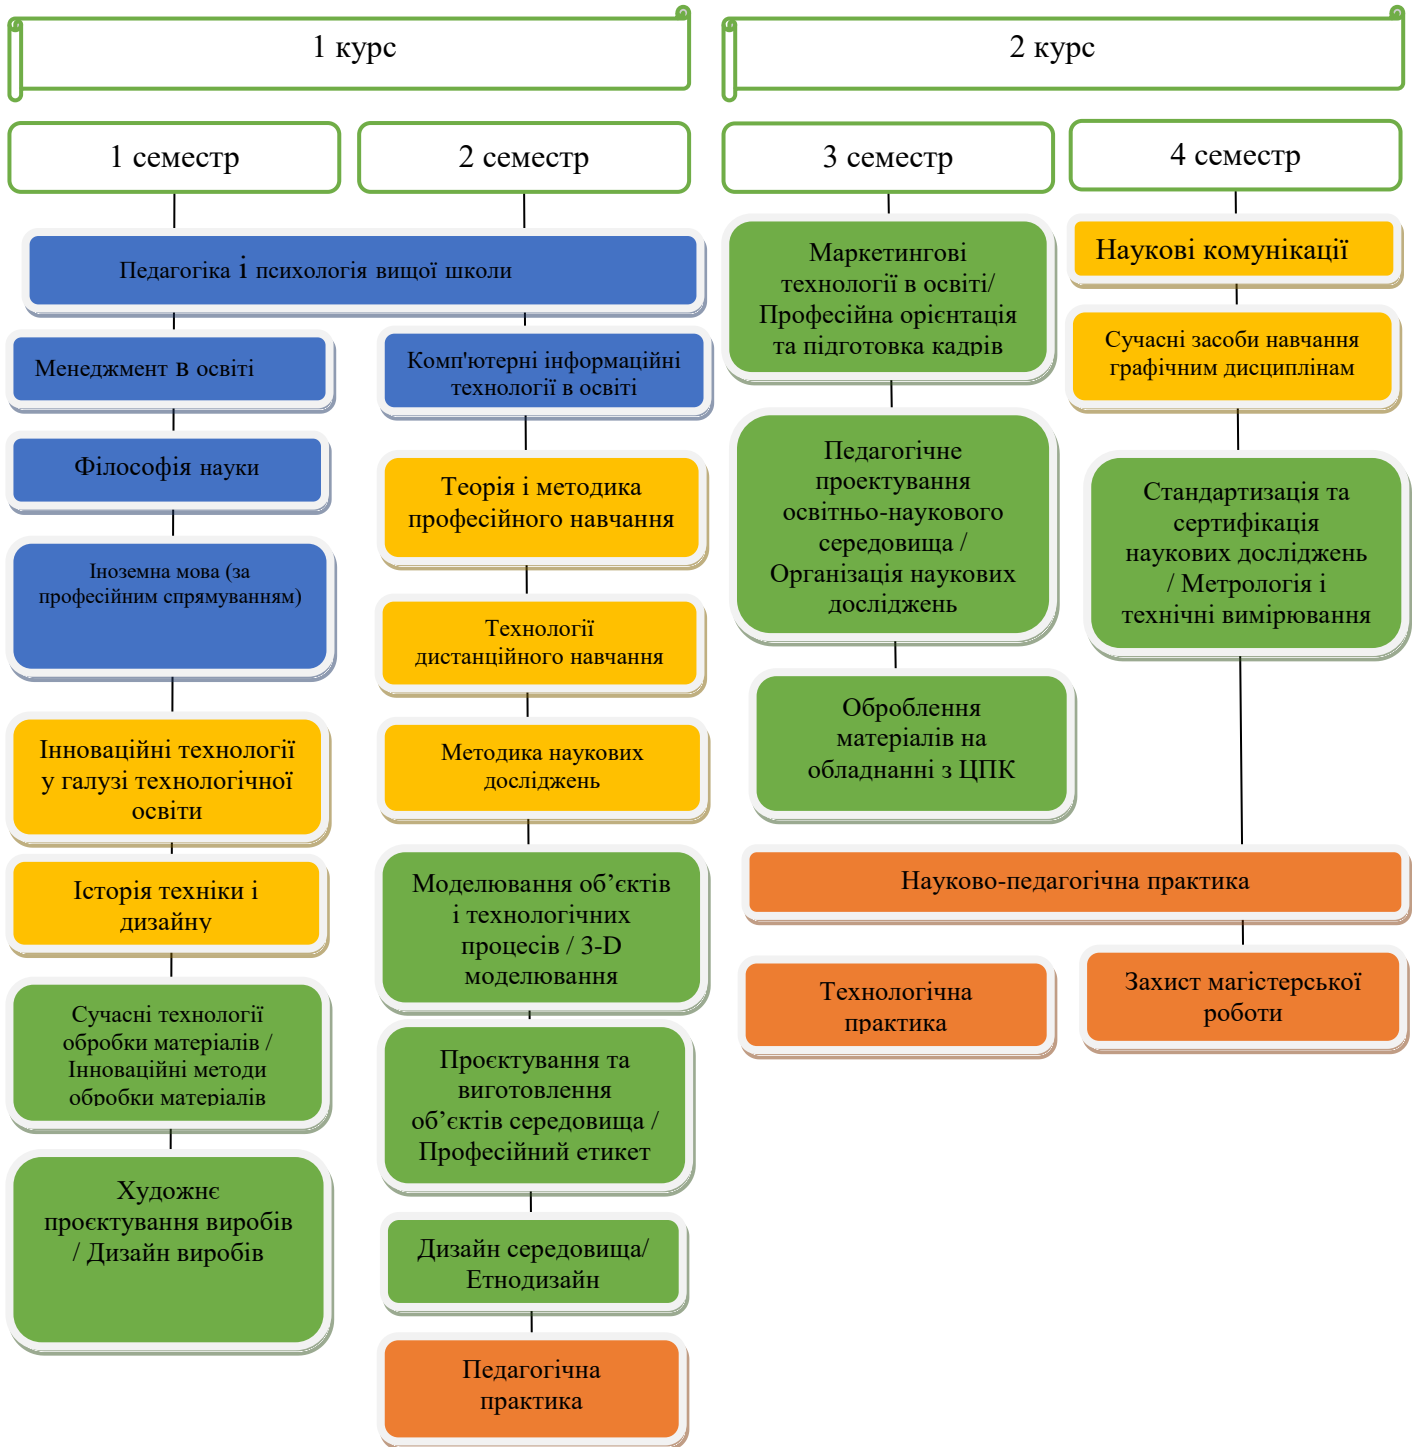 1 курс
2 курс
1 семестр
2 семестр
3 семестр
4 семестр
Педагогіка і психологія вищої школи
Менеджмент в освіті
Філософія науки
Іноземна мова (за
професійним спрямуванням)
Інноваційні технології
у галузі технологічної
освіти
Історія техніки і
дизайну
Сучасні технології
обробки матеріалів /
Інноваційні методи
обробки матеріалів
Художнє
проєктування виробів
/ Дизайн виробів
Комп'ютерні інформаційні
технології в освіті
Теорія і методика
професійного навчання
Технології
дистанційного навчання
Методика наукових
досліджень
Моделювання об’єктів
і технологічних
процесів / 3-D
моделювання
Проєктування та
виготовлення
об’єктів середовища /
Професійний етикет
Дизайн середовища/
Етнодизайн
Педагогічна
практика
Маркетингові
технології в освіті/
Професійна орієнтація
та підготовка кадрів
Педагогічне
проектування
освітньо-наукового
середовища /
Організація наукових
досліджень
Оброблення
матеріалів на
обладнанні з ЦПК
Наукові комунікації
Сучасні засоби навчання
графічним дисциплінам
Стандартизація та
сертифікація
наукових досліджень
/ Метрологія і
технічні вимірювання
Науково-педагогічна практика
Технологічна
практика
Захист магістерської
роботи